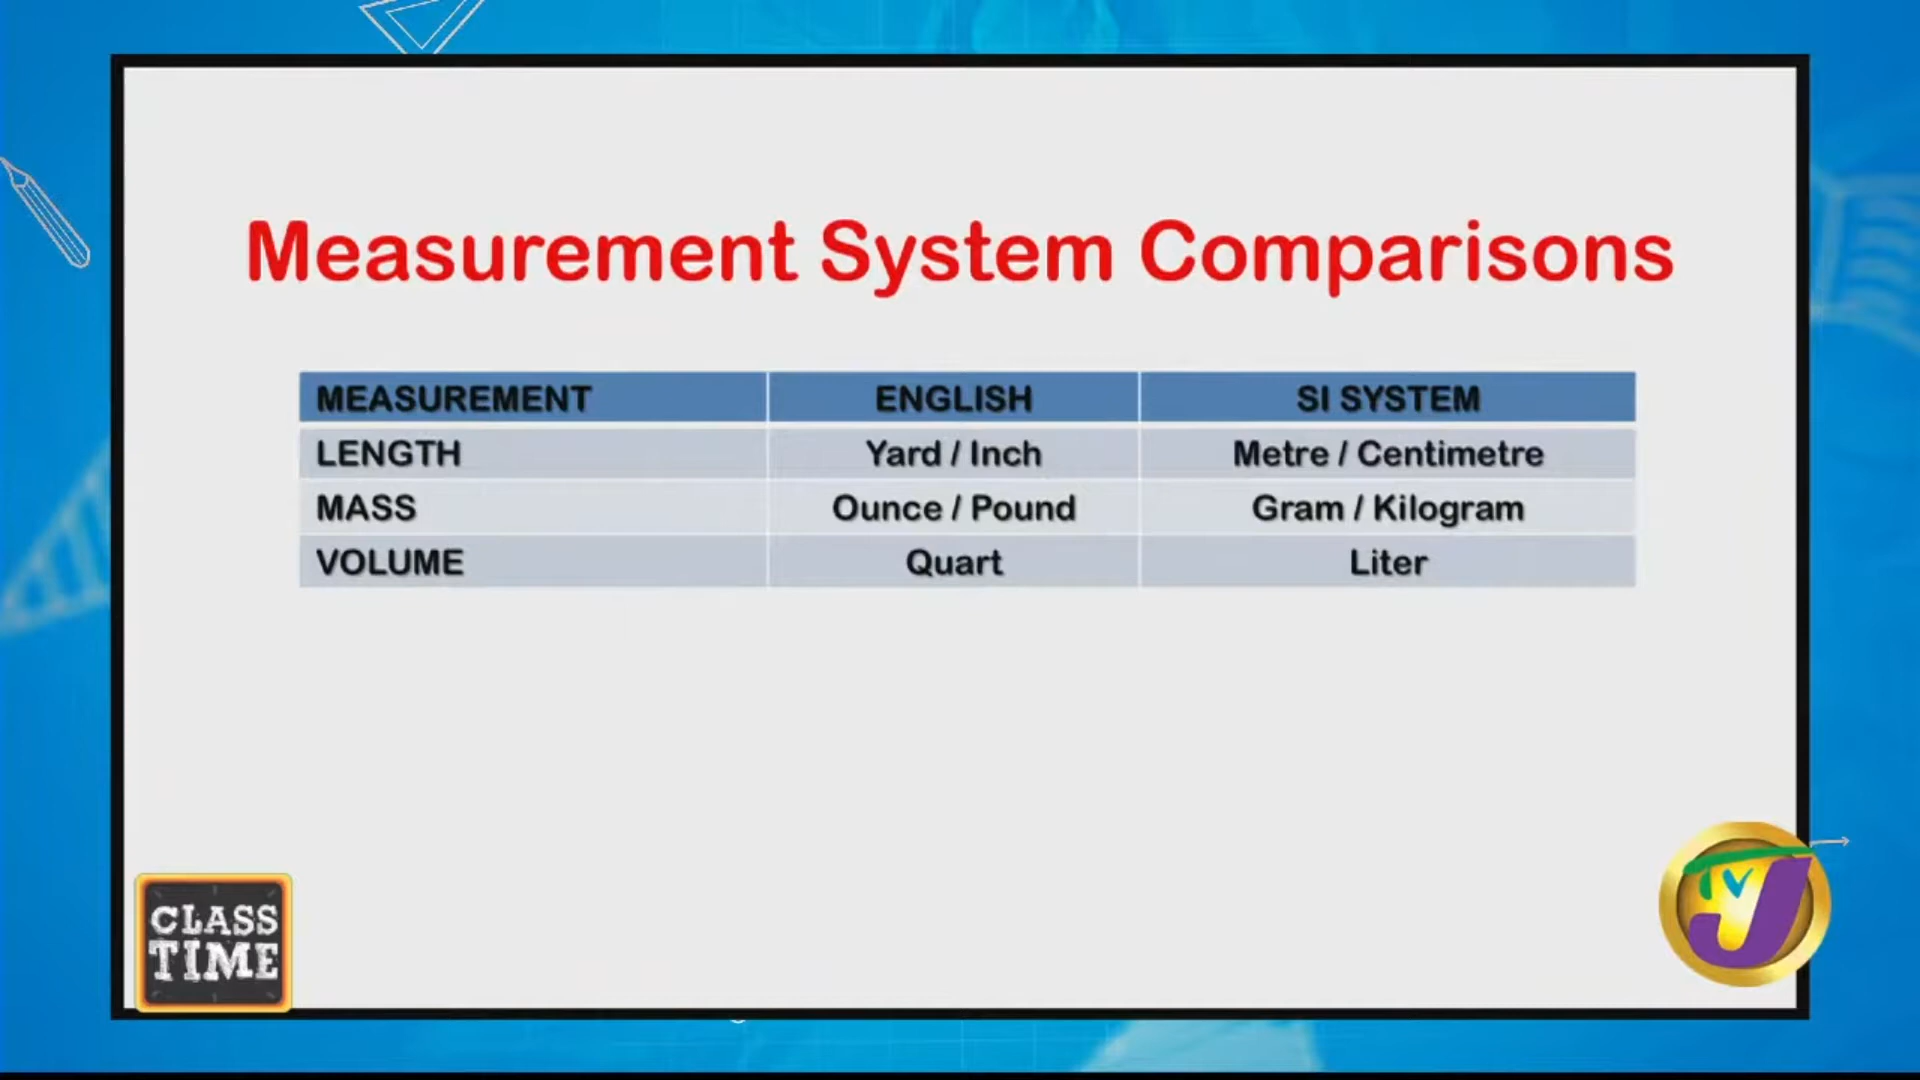 Measurement System Comparisons
MEASUREMENT ENGLISH SI SYSTEM
LENGTH Yard / Inch Metre / Centimetre
MASS Ounce / Pound Gram / Kilogram
VOLUME Quart Liter
CLASS
TIME
TVJ